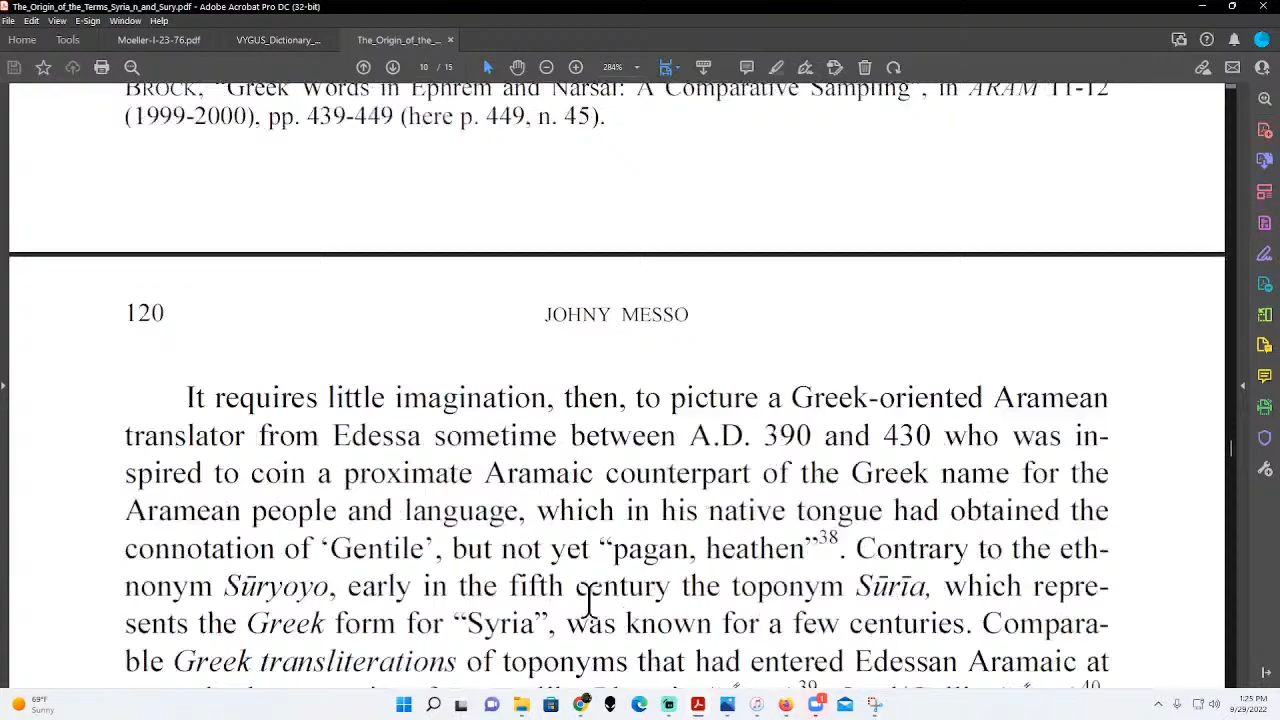 The_Origin_of_the_Terms_Syria_n_and_Sury.pdf - Adobe Acrobat Pro DC (32-bit)
File Edit View E-Sign Window Help
Home Tools Moeller-I-23-76.pdf VYGUS_Dictionary_... The_Origin_of_the_... ×
10 / 15 284%
BROCK, “Greek Words in Ephrem and Narsai: A Comparative Sampling”, in ARAM 11-12
(1999-2000), pp. 439-449 (here p. 449, n. 45).
120 JOHNY MESSO
It requires little imagination, then, to picture a Greek-oriented Aramean
translator from Edessa sometime between A.D. 390 and 430 who was in-
spired to coin a proximate Aramaic counterpart of the Greek name for the
Aramean people and language, which in his native tongue had obtained the
connotation of ‘Gentile’, but not yet “pagan, heathen”38. Contrary to the eth-
nonym Sūryoyo, early in the fifth century the toponym Sūrīa, which repre-
sents the Greek form for “Syria”, was known for a few centuries. Compara-
ble Greek transliterations of toponyms that had entered Edessan Aramaic at
39 40
69°F
Sunny
1
1:25 PM
9/29/2022